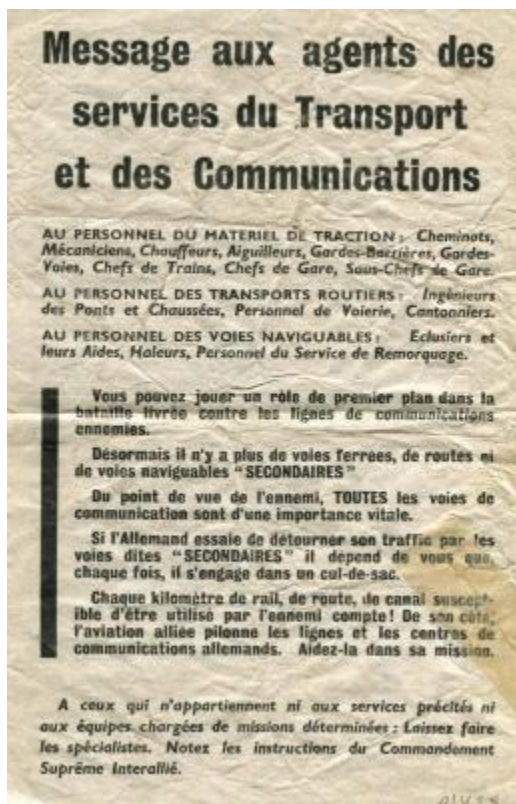 Message aux agents des
services du Transport
et des Communications
AU PERSONNEL DU MATERIEL DE TRACTION : Cheminots,
Mécaniciens, Chauffeurs, Aiguilleurs, Gardes-Barrières, Gardes-
Voies, Chefs de Trains, Chefs de Gare, Sous-Chefs de Gare.
AU PERSONNEL DES TRANSPORTS ROUTIERS : Ingénieurs
des Ponts et Chaussées, Personnel de Voierie, Cantonniers.
AU PERSONNEL DES VOIES NAVIGUABLES : Eclusiers et
leurs Aides, Haleurs, Personnel du Service de Remorquage.
Vous pouvez jouer un rôle de premier plan dans la
bataille livrée contre les lignes de communications
ennemies.
Désormais il n'y a plus de voies ferrées, de routes ni
de voies naviguables "SECONDAIRES"
Du point de vue de l'ennemi, TOUTES les voies de
communication sont d'une importance vitale.
Si l'Allemand essaie de détourner son traffic par les
voies dites "SECONDAIRES" il dépend de vous que,
chaque fois, il s'engage dans un cul-de-sac.
Chaque kilomètre de rail, de route, de canal suscept-
ible d'être utilisé par l'ennemi compte! De son côté,
l'aviation alliée pilonne les lignes et les centres de
communications allemands. Aidez-la dans sa mission.
A ceux qui n'appartiennent ni aux services précités ni
aux équipes chargées de missions déterminées : Laissez faire
les spécialistes. Notez les instructions du Commandement
Suprême Interallié.